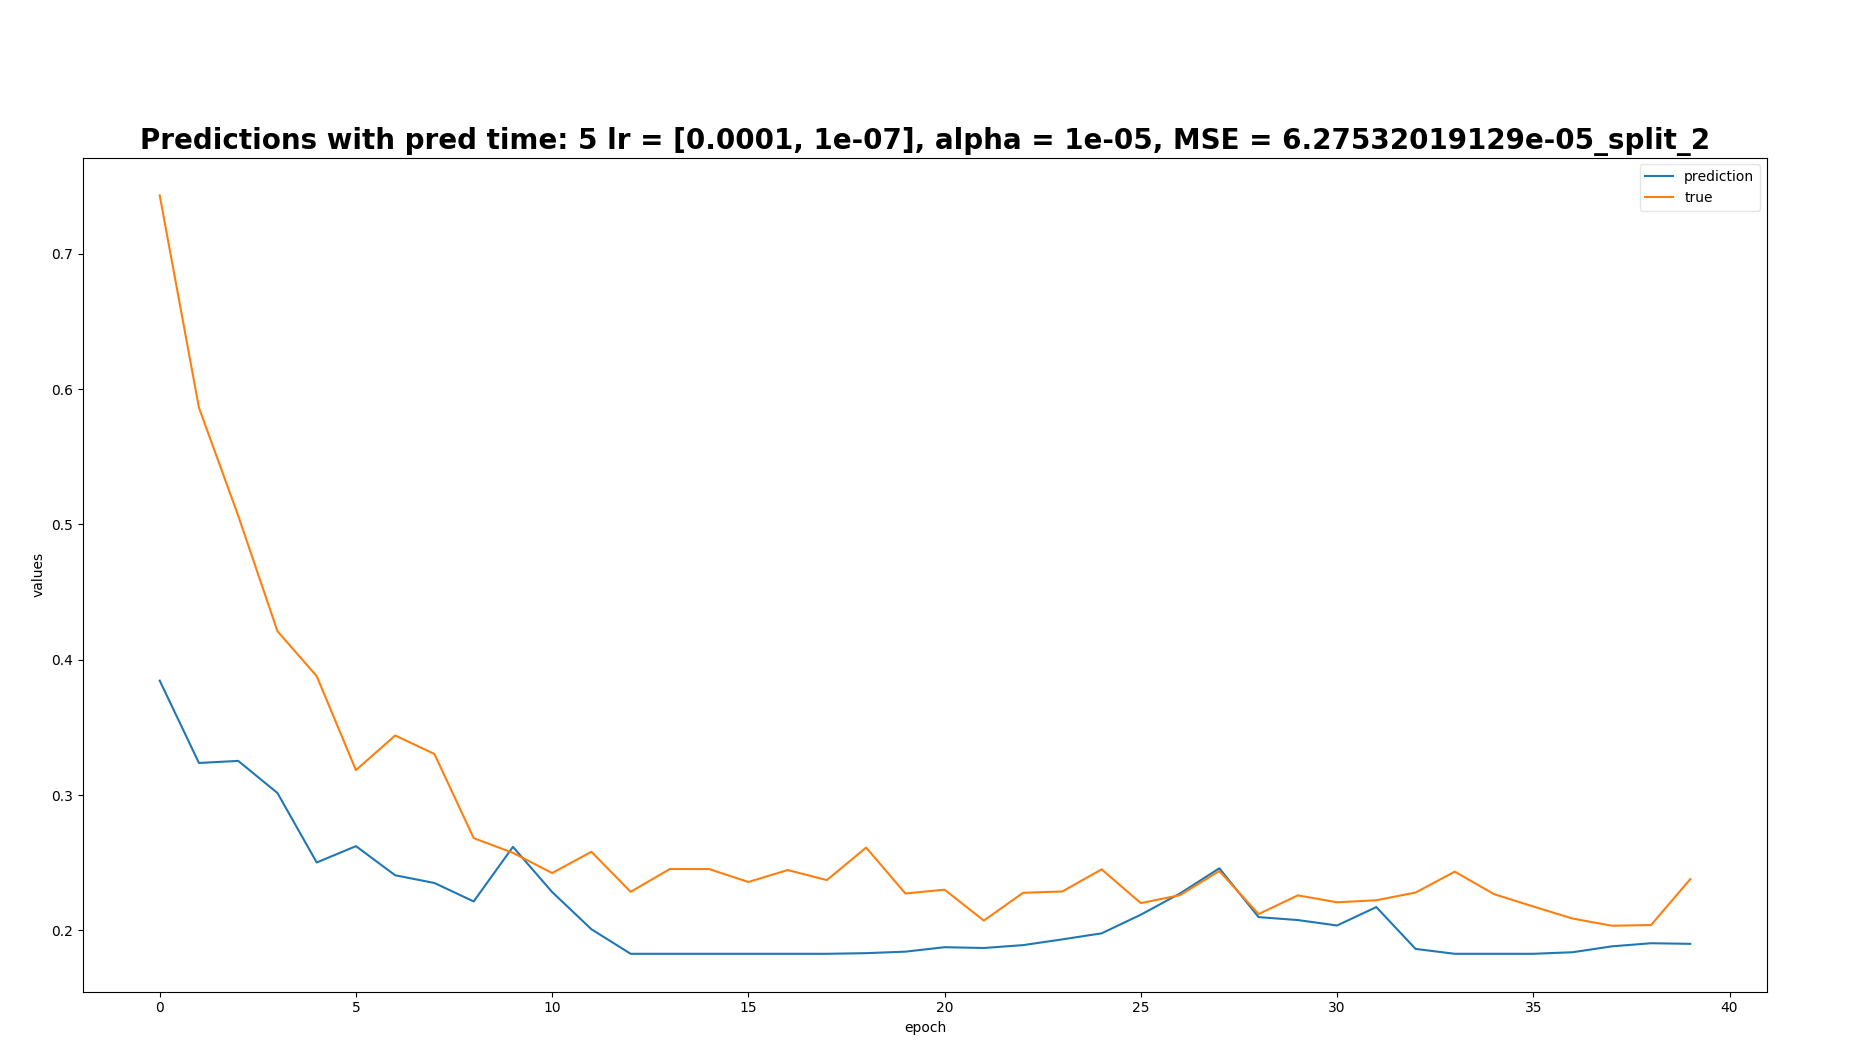 Predictions with pred time: 5 lr = [0.0001, 1e-07], alpha = 1e-05, MSE = 6.27532019129e-05_split_2
prediction
true
0.7
0.6
0.5
0.4
0.3
0.2
values
0 5 10 15 20 25 30 35 40
epoch